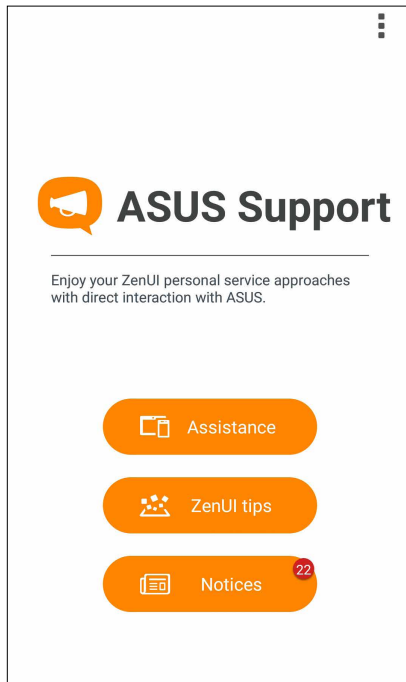 ASUS Support
Enjoy your ZenUI personal service approaches
with direct interaction with ASUS.
Assistance
ZenUI tips
22
Notices